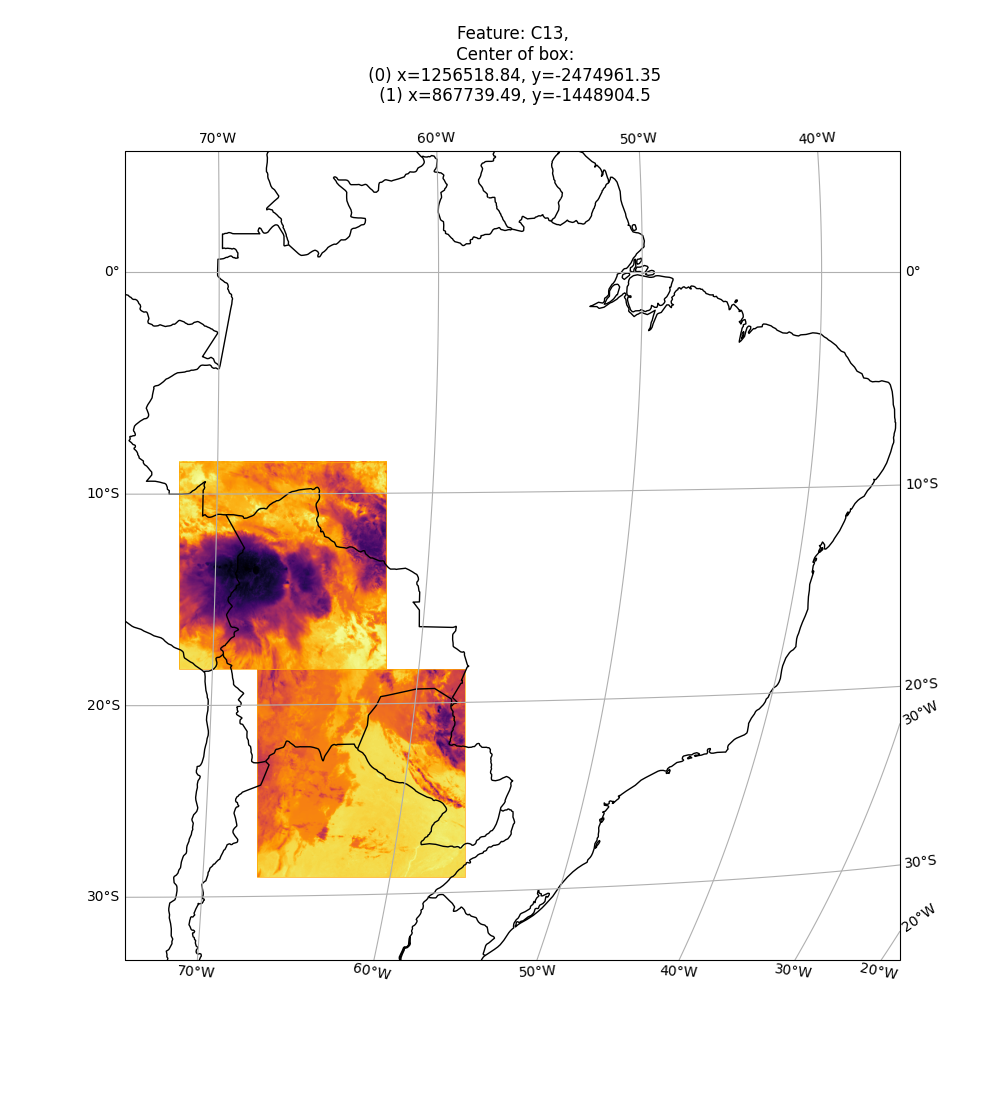 Feature: C13,
Center of box:
(0) x=1256518.84, y=-2474961.35
(1) x=867739.49, y=-1448904.5
70°W 60°W 50°W 40°W
0° 0°
10°S 10°S
20°S 20°S
30°W
30°S 30°S
20°W
70°W 60°W 50°W 40°W 30°W 20°W